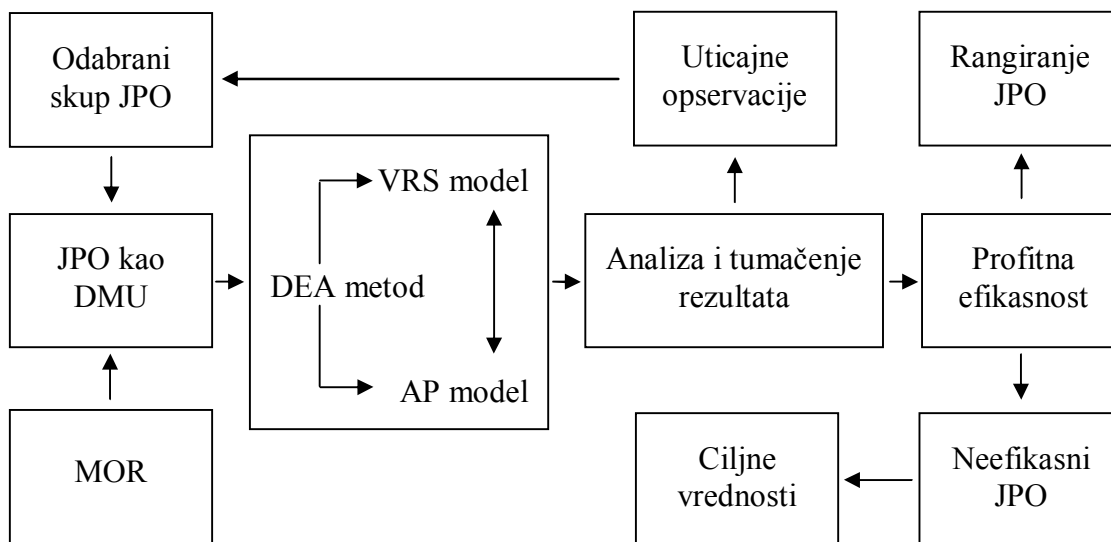 Odabrani
skup JPO
Uticajne
opservacije
Rangiranje
JPO
JPO kao
DMU
VRS model
DEA metod
AP model
Analiza i tumačenje
rezultata
Profitna
efikasnost
MOR
Ciljne
vrednosti
Neefikasni
JPO